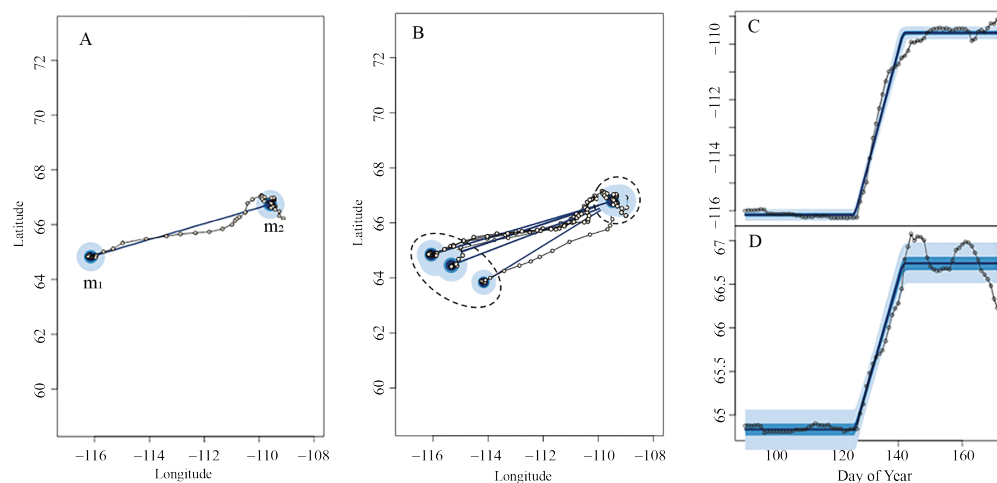 A
72
70
68
66
64
62
60
Latitude
m1
m2
−116 −114 −112 −110 −108
Longitude
B
72
70
68
66
64
62
60
Latitude
−116 −114 −112 −110 −108
Longitude
C
−110
−112
−114
−116
D
67
66.5
66
65.5
65
100 120 140 160
Day of Year